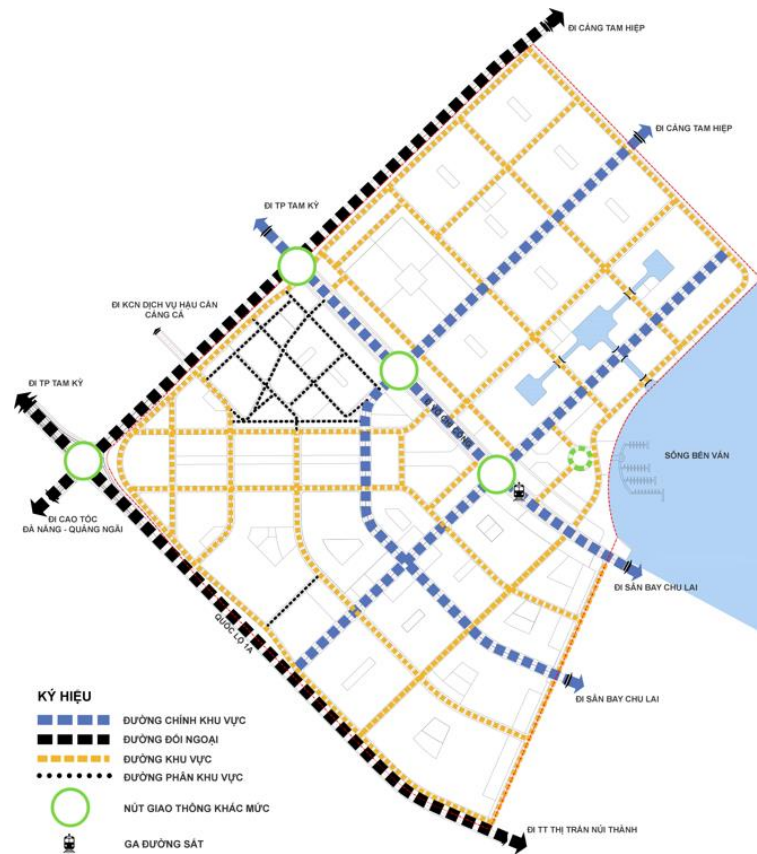 ĐI CẢNG TAM HIỆP
ĐI CẢNG TAM HIỆP
ĐI TP TAM KỲ
ĐI KCN DỊCH VỤ HẬU CẦN
CẢNG CÁ
ĐI TP TAM KỲ
SÔNG BẾN VÁN
ĐI CAO TỐC
ĐÀ NẴNG - QUẢNG NGÃI
ĐI SÂN BAY CHU LAI
QUỐC LỘ 1A
ĐI SÂN BAY CHU LAI
KÝ HIỆU
ĐƯỜNG CHÍNH KHU VỰC
ĐƯỜNG ĐỐI NGOẠI
ĐƯỜNG KHU VỰC
ĐƯỜNG PHÂN KHU VỰC
NÚT GIAO THÔNG KHÁC MỨC
GA ĐƯỜNG SẮT
ĐI TT THỊ TRẤN NÚI THÀNH